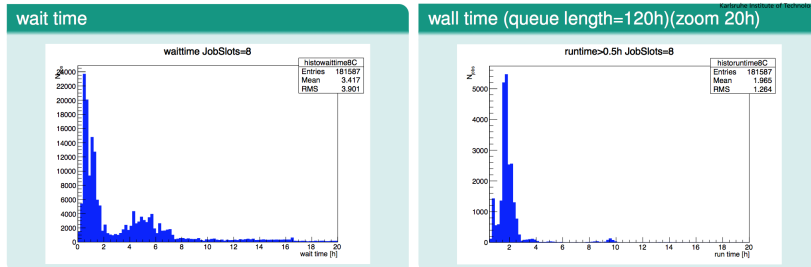 Karlsruhe Institute of Technolo
wait time
waittime JobSlots=8
histowaittime8C
Entries 181587
Mean 3.417
RMS 3.901
24000
22000
20000
18000
16000
14000
12000
10000
8000
6000
4000
2000
0
0 2 4 6 8 10 12 14 16 18 20
wait time [h]
wall time (queue length=120h)(zoom 20h)
runtime>0.5h JobSlots=8
historuntime8C
Entries 181587
Mean 1.965
RMS 1.264
5000
4000
3000
2000
1000
0
2 4 6 8 10 12 14 16 18 20
run time [h]